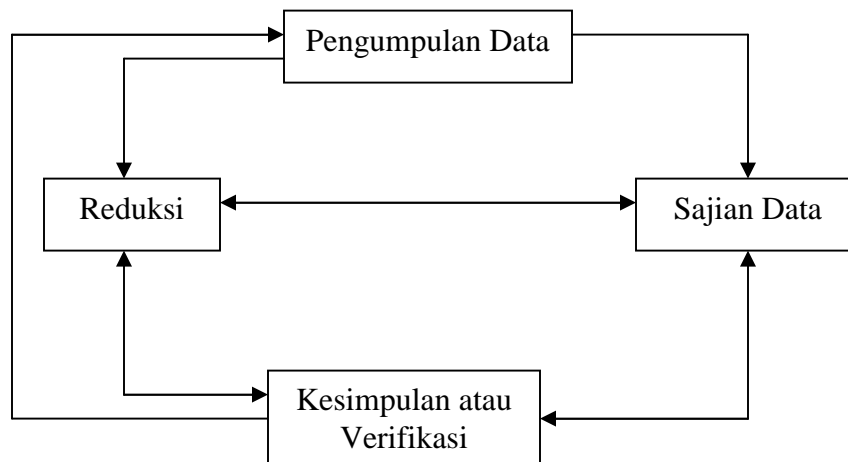 Pengumpulan Data
Reduksi
Sajian Data
Kesimpulan atau
Verifikasi